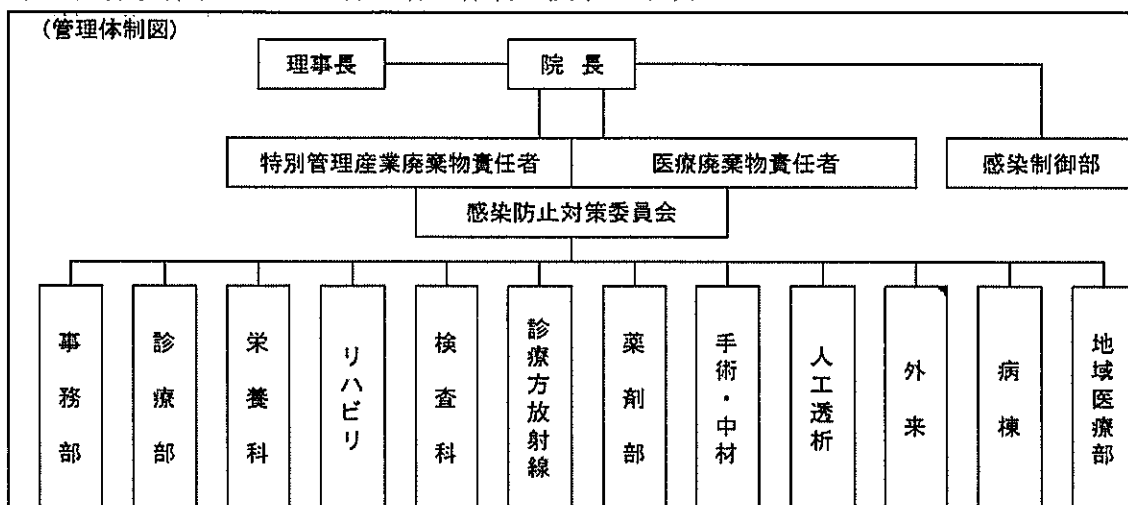 (管理体制図)
理事長
院長
特別管理産業廃棄物責任者
医療廃棄物責任者
感染制御部
感染防止対策委員会
事務部
診療部
栄養科
リハビリ
検査科
診療方放射線
薬剤部
手術・中材
人工透析
外来
病棟
地域医療部